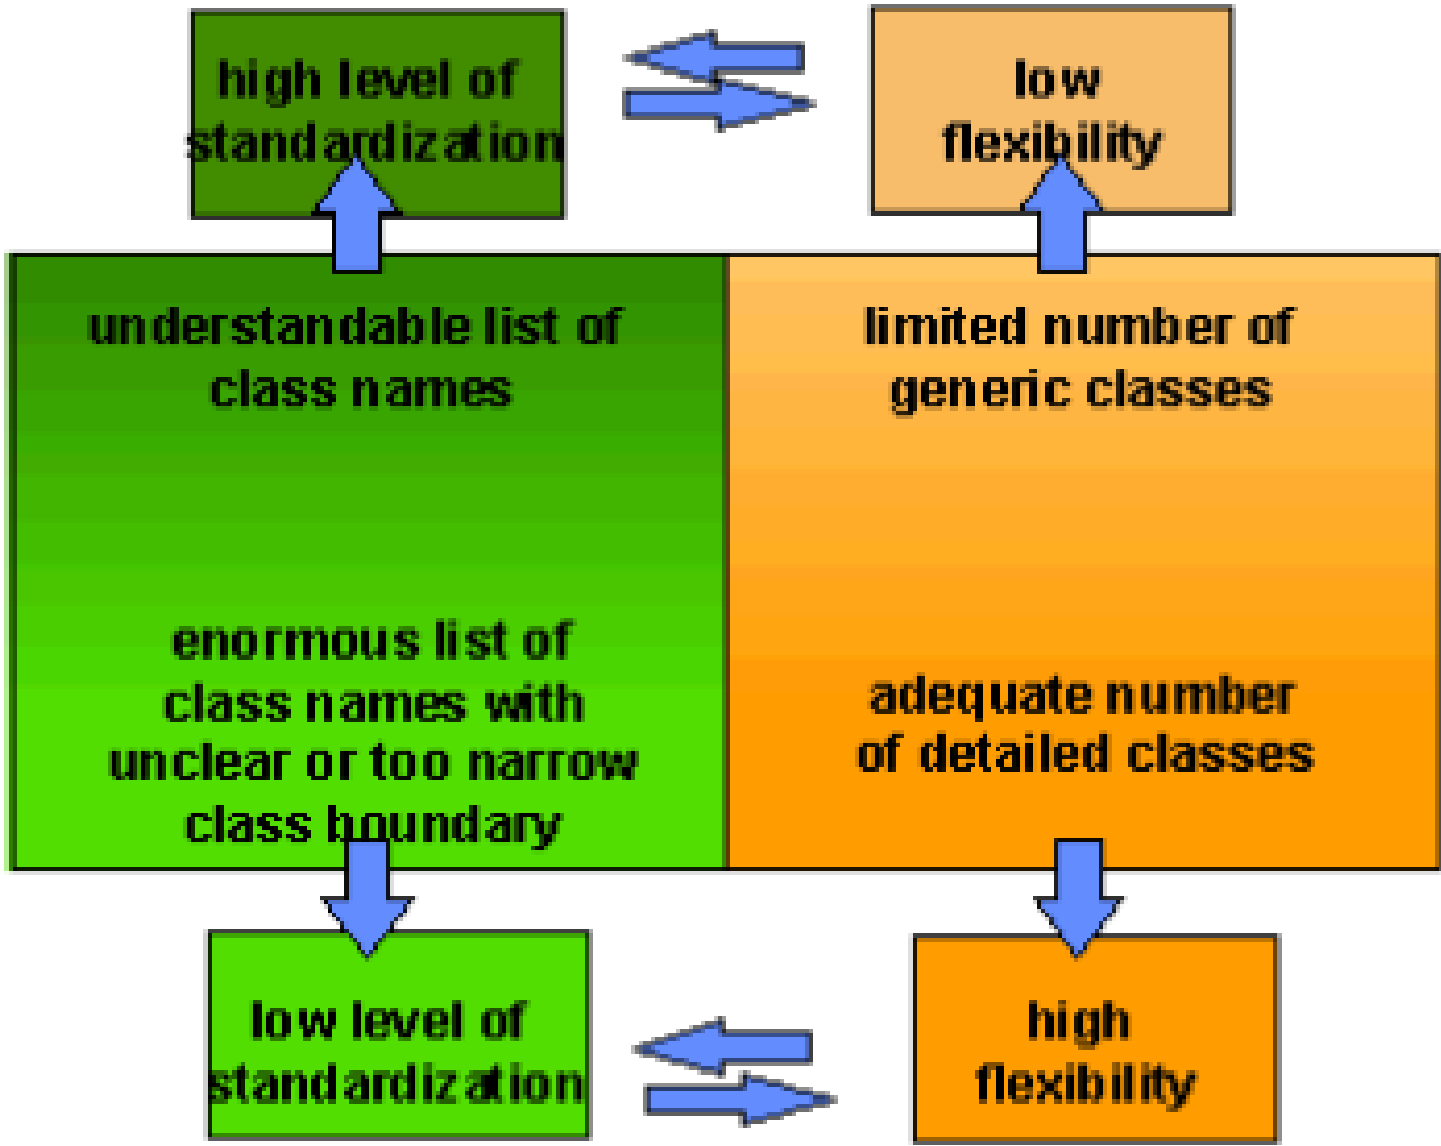 high level of
standardization
low
flexibility
understandable list of
class names
limited number of
generic classes
enormous list of
class names with
unclear or too narrow
class boundary
adequate number
of detailed classes
low level of
standardization
high
flexibility